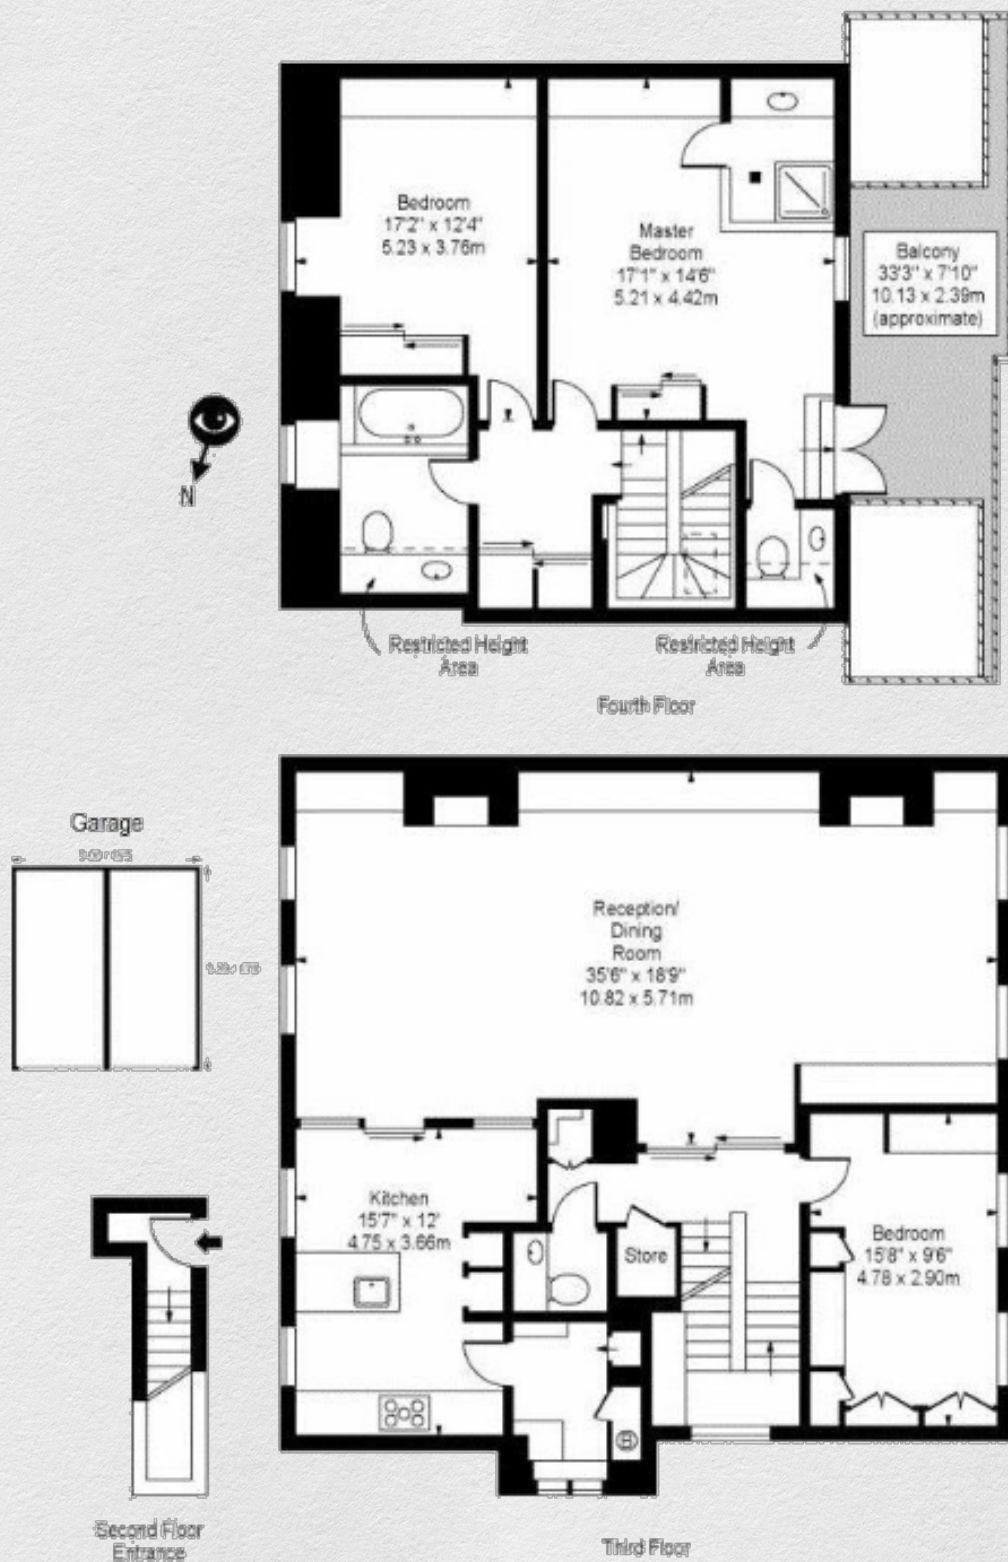 Bedroom
17'2" x 12'4"
5.23 x 3.76m
Master
Bedroom
17'1" x 14'6"
5.21 x 4.42m
Balcony
33'3" x 7'10"
10.13 x 2.39m
(approximate)
N
Restricted Height
Area
Restricted Height
Area
Fourth Floor
Garage
Reception/
Dining
Room
35'6" x 18'9"
10.82 x 5.71m
Kitchen
15'7" x 12'
4.75 x 3.66m
Store
Bedroom
15'8" x 9'6"
4.78 x 2.90m
Second Floor
Entrance
Third Floor